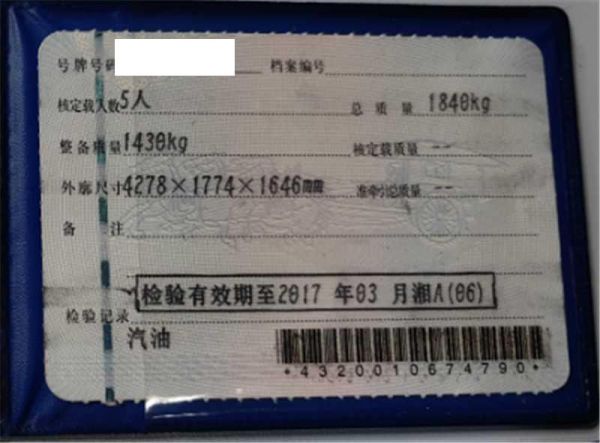 号牌号码 档案编号
核定载人数 5人 总质量 1840kg
整备质量 1430kg 核定载质量 --
外廓尺寸 4278×1774×1646mm 准牵引总质量 --
备注
检验有效期至2017 年03 月湘A(06)
检验记录
汽油
*4320010674790*